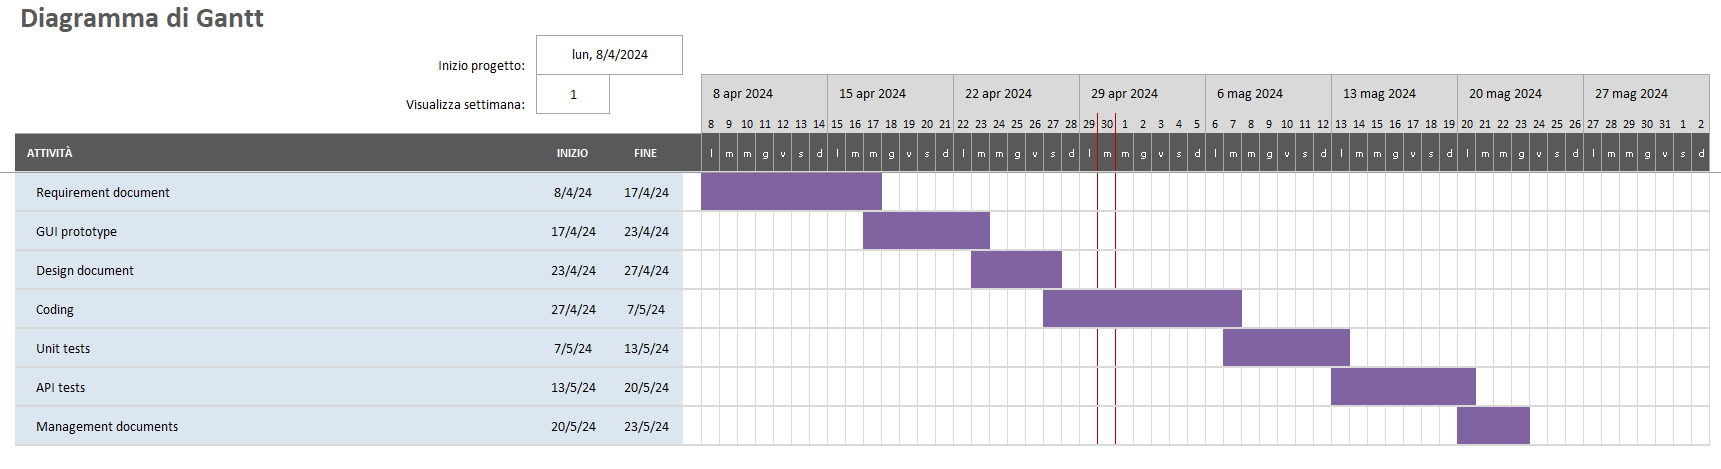 Diagramma di Gantt
Inizio progetto: lun, 8/4/2024
Visualizza settimana: 1
8 apr 2024 15 apr 2024 22 apr 2024 29 apr 2024 6 mag 2024 13 mag 2024 20 mag 2024 27 mag 2024
8 9 10 11 12 13 14 15 16 17 18 19 20 21 22 23 24 25 26 27 28 29 30 1 2 3 4 5 6 7 8 9 10 11 12 13 14 15 16 17 18 19 20 21 22 23 24 25 26 27 28 29 30 31 1 2
ATTIVITÀ INIZIO FINE l m m g v s d l m m g v s d l m m g v s d l m m g v s d l m m g v s d l m m g v s d l m m g v s d l m m g v s d
Requirement document 8/4/24 17/4/24
GUI prototype 17/4/24 23/4/24
Design document 23/4/24 27/4/24
Coding 27/4/24 7/5/24
Unit tests 7/5/24 13/5/24
API tests 13/5/24 20/5/24
Management documents 20/5/24 23/5/24